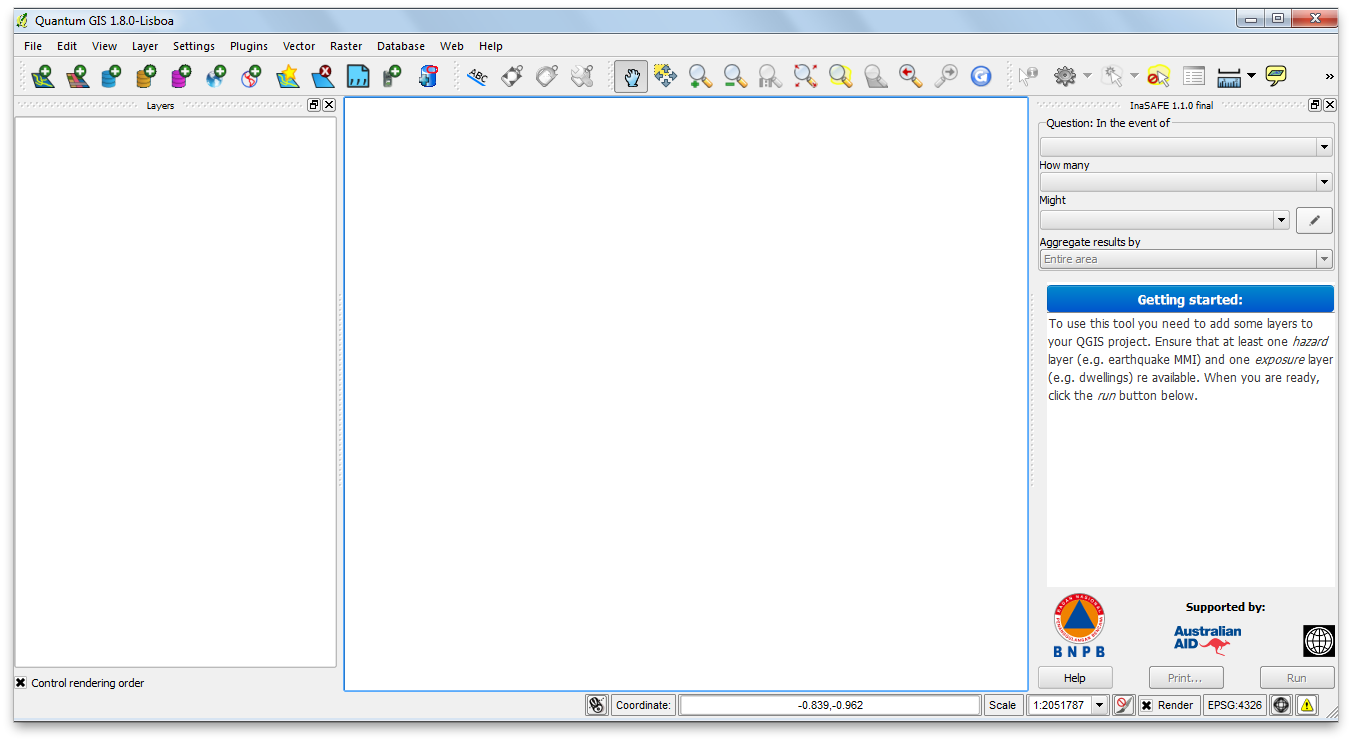 Quantum GIS 1.8.0-Lisboa
File Edit View Layer Settings Plugins Vector Raster Database Web Help
ABC
»
Layers
InaSAFE 1.1.0 final
Question: In the event of
How many
Might
Aggregate results by
Entire area
Getting started:
To use this tool you need to add some layers to
your QGIS project. Ensure that at least one hazard
layer (e.g. earthquake MMI) and one exposure layer
(e.g. dwellings) re available. When you are ready,
click the run button below.
BADAN NASIONAL
PENANGGULANGAN BENCANA
BNPB
Supported by:
Australian
AID
Help Print... Run
Control rendering order
Coordinate: -0.839,-0.962 Scale 1:2051787 Render EPSG:4326